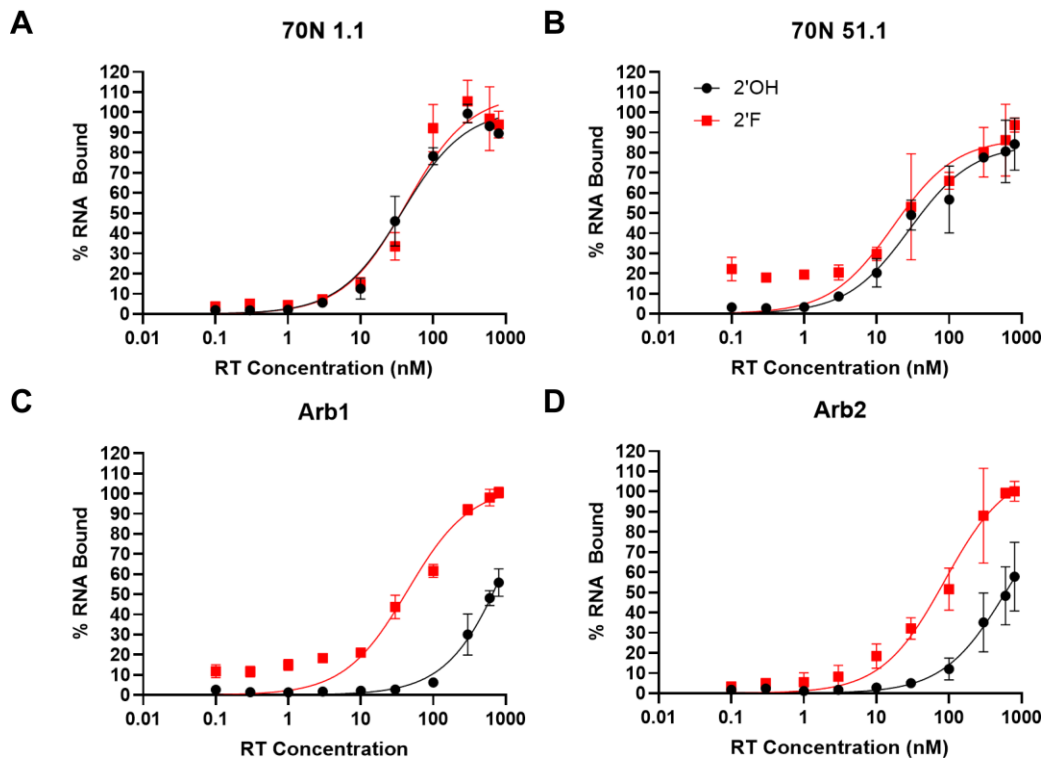 A
70N 1.1
% RNA Bound
120
110
100
90
80
70
60
50
40
30
20
10
0
0.01 0.1 1 10 100 1000
RT Concentration (nM)
B
70N 51.1
2'OH
2'F
% RNA Bound
120
110
100
90
80
70
60
50
40
30
20
10
0
0.01 0.1 1 10 100 1000
RT Concentration (nM)
C
Arb1
% RNA Bound
120
110
100
90
80
70
60
50
40
30
20
10
0
0.01 0.1 1 10 100 1000
RT Concentration
D
Arb2
% RNA Bound
120
110
100
90
80
70
60
50
40
30
20
10
0
0.01 0.1 1 10 100 1000
RT Concentration (nM)